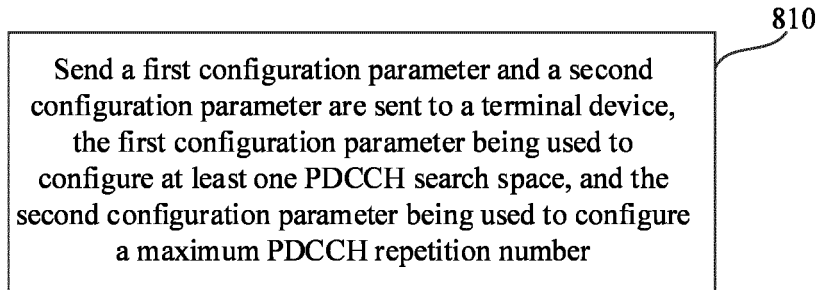 810
Send a first configuration parameter and a second
configuration parameter are sent to a terminal device,
the first configuration parameter being used to
configure at least one PDCCH search space, and the
second configuration parameter being used to configure
a maximum PDCCH repetition number